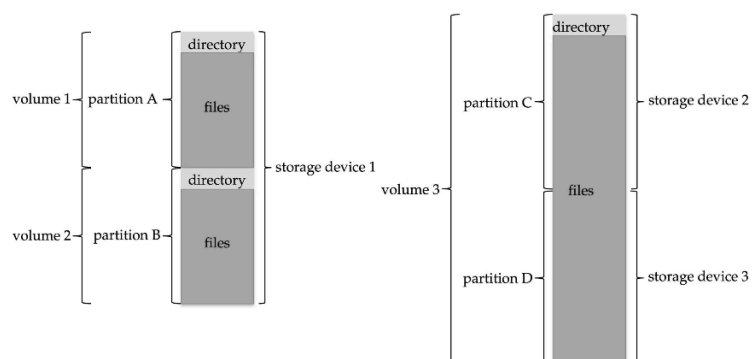 directory
volume 1
partition A
files
storage device 1
directory
volume 2
partition B
files
directory
partition C
storage device 2
volume 3
files
partition D
storage device 3